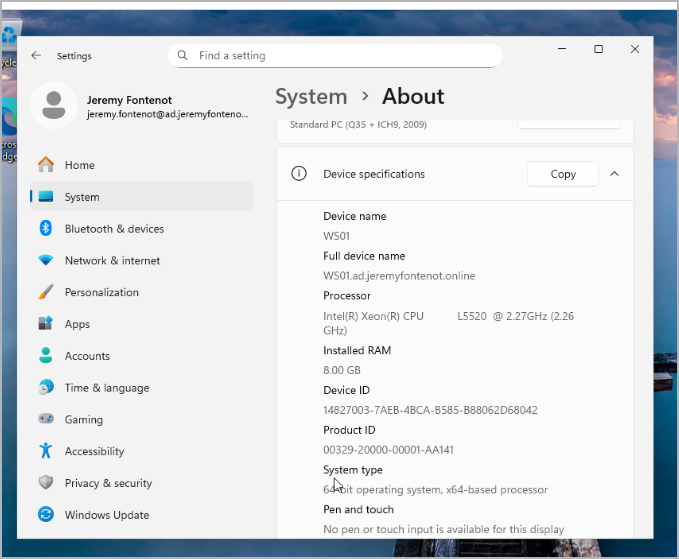 Settings
Find a setting
Jeremy Fontenot
jeremy.fontenot@ad.jeremyfonteno...
System > About
Standard PC (Q35 + ICH9, 2009)
Home
System
Bluetooth & devices
Network & internet
Personalization
Apps
Accounts
Time & language
Gaming
Accessibility
Privacy & security
Windows Update
Device specifications
Copy
Device name
WS01
Full device name
WS01.ad.jeremyfontenot.online
Processor
Intel(R) Xeon(R) CPU L5520 @ 2.27GHz (2.26
GHz)
Installed RAM
8.00 GB
Device ID
14827003-7AEB-4BCA-B585-B88062D68042
Product ID
00329-20000-00001-AA141
System type
64-bit operating system, x64-based processor
Pen and touch
No pen or touch input is available for this display